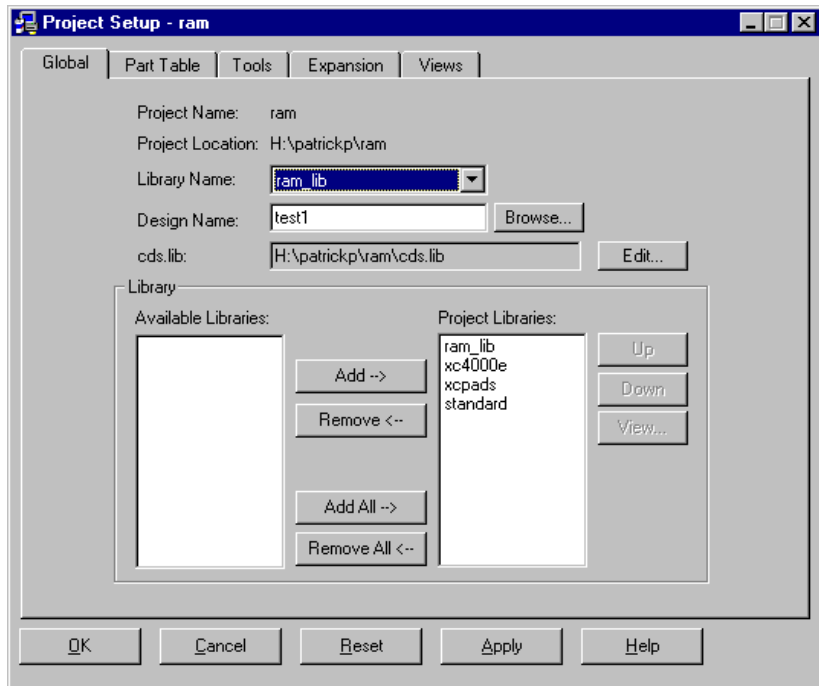 Project Setup - ram
Global Part Table Tools Expansion Views
Project Name: ram
Project Location: H:\patrickp\ram
Library Name: ram_lib
Design Name: test1 Browse...
cds.lib: H:\patrickp\ram\cds.lib Edit...
Library
Available Libraries: Project Libraries:
ram_lib Up
xc4000e
Add --> xcpads Down
standard
Remove <-- View...
Add All -->
Remove All <--
OK Cancel Reset Apply Help